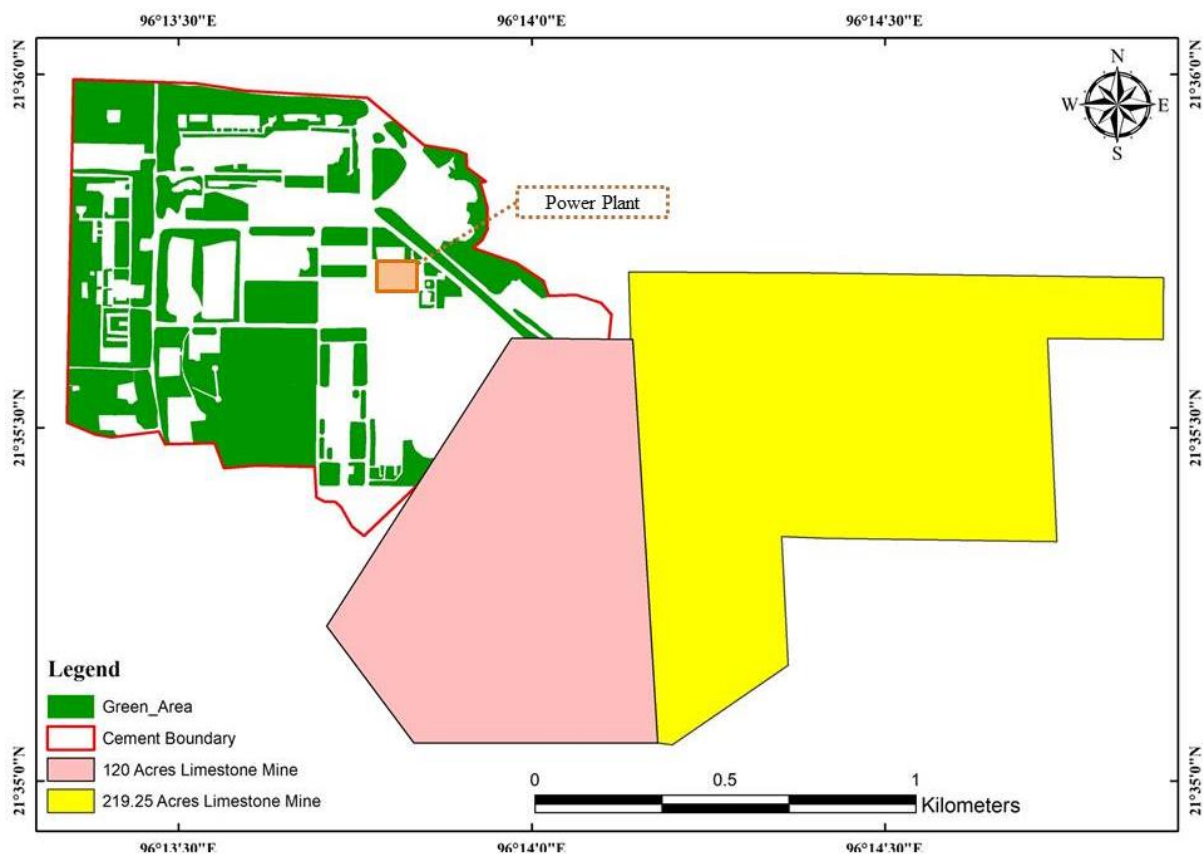 96°13'30"E
96°14'0"E
96°14'30"E
21°36'0"N
21°36'0"N
N
W
E
S
Power Plant
21°35'30"N
21°35'30"N
Legend
Green_Area
Cement Boundary
120 Acres Limestone Mine
219.25 Acres Limestone Mine
0
0.5
1
Kilometers
21°35'0"N
21°35'0"N
96°13'30"E
96°14'0"E
96°14'30"E